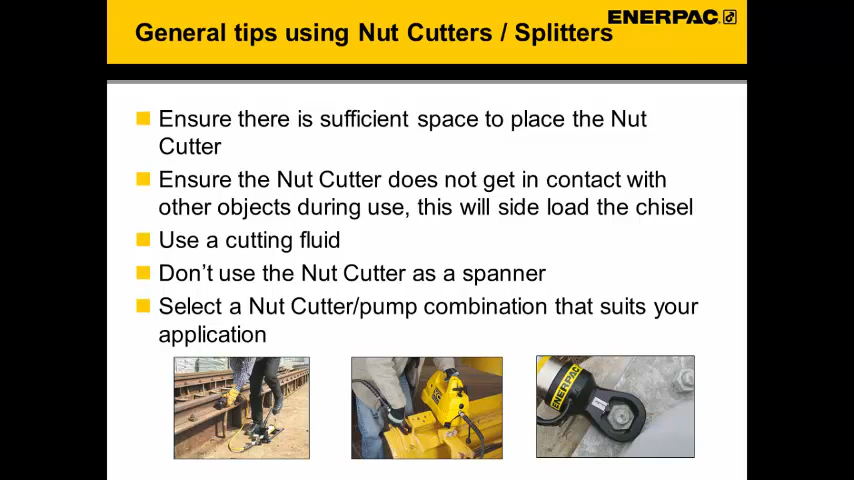 General tips using Nut Cutters / Splitters
ENERPAC
Ensure there is sufficient space to place the Nut
Cutter
Ensure the Nut Cutter does not get in contact with
other objects during use, this will side load the chisel
Use a cutting fluid
Don't use the Nut Cutter as a spanner
Select a Nut Cutter/pump combination that suits your
application
ENERPAC